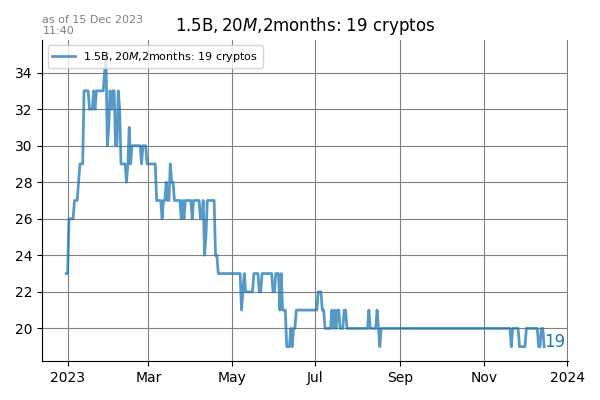 as of 15 Dec 2023
11:40
1.5B, 20M,2months: 19 cryptos
1.5B, 20M,2months: 19 cryptos
34
32
30
28
26
24
22
20
19
2023 Mar May Jul Sep Nov 2024